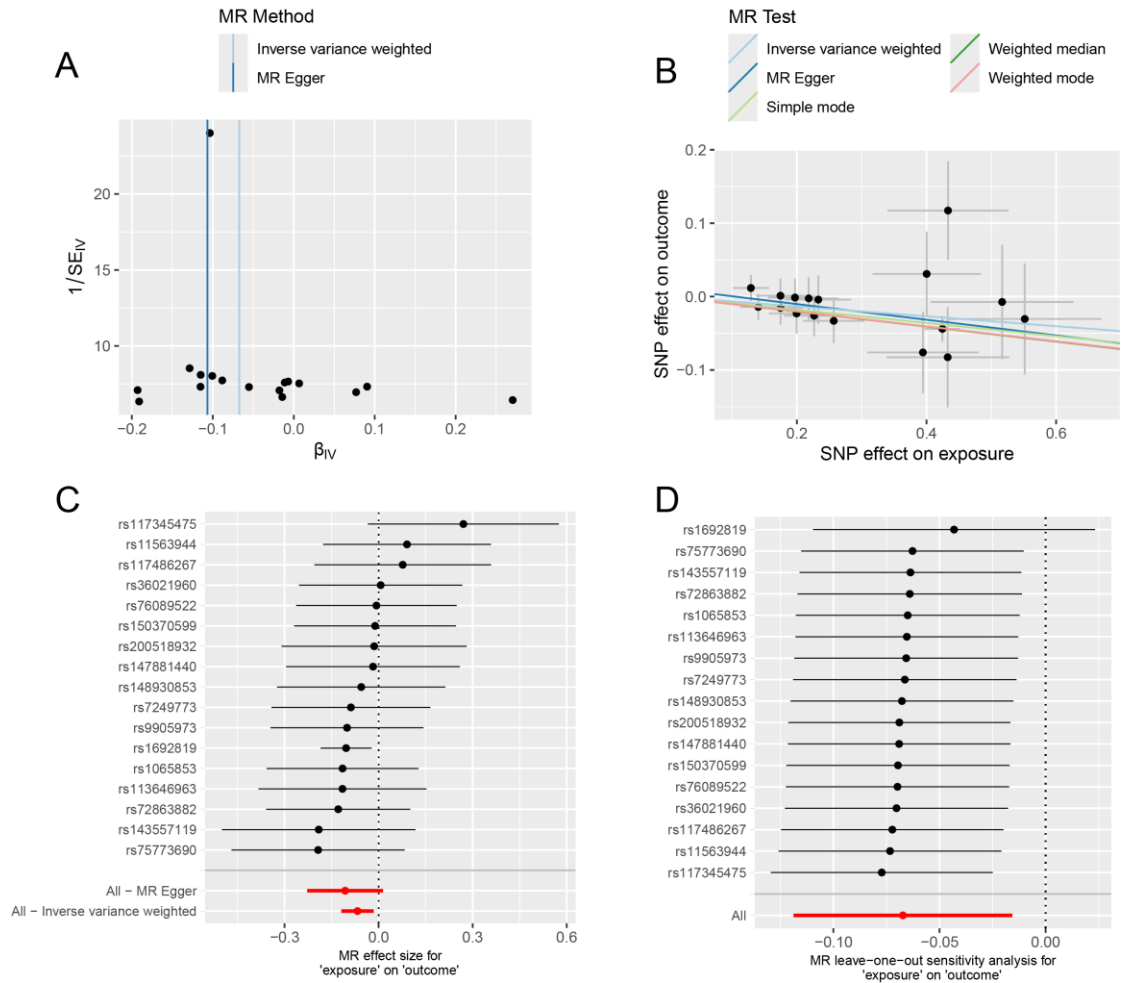 MR Method
Inverse variance weighted
MR Egger
A
20
15
10
−0.2 −0.1 0.0 0.1 0.2
1/SE_IV
β_IV
MR Test
Inverse variance weighted
MR Egger
Simple mode
Weighted median
Weighted mode
B
0.2
0.1
0.0
−0.1
0.2 0.4 0.6
SNP effect on outcome
SNP effect on exposure
C
rs117345475
rs11563944
rs117486267
rs36021960
rs76089522
rs150370599
rs200518932
rs147881440
rs148930853
rs7249773
rs9905973
rs1692819
rs1065853
rs113646963
rs72863882
rs143557119
rs75773690
All − MR Egger
All − Inverse variance weighted
−0.3 0.0 0.3 0.6
MR effect size for
'exposure' on 'outcome'
D
rs1692819
rs75773690
rs143557119
rs72863882
rs1065853
rs113646963
rs9905973
rs7249773
rs148930853
rs200518932
rs147881440
rs150370599
rs76089522
rs36021960
rs117486267
rs11563944
rs117345475
All
−0.10 −0.05 0.00
MR leave−one−out sensitivity analysis for
'exposure' on 'outcome'